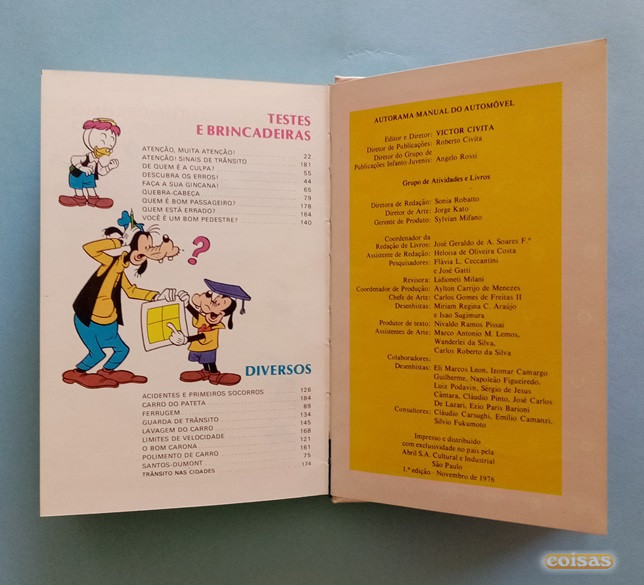 TESTES
E BRINCADEIRAS
ATENÇÃO, MUITA ATENÇÃO! 22
ATENÇÃO! SINAIS DE TRÂNSITO 181
DE QUEM É A CULPA? 55
DESCUBRA OS ERROS! 44
FAÇA A SUA GINCANA! 65
QUEBRA-CABEÇA 79
QUEM É BOM PASSAGEIRO? 178
QUEM ESTÁ ERRADO? 164
VOCÊ É UM BOM PEDESTRE? 140
?
DIVERSOS
ACIDENTES E PRIMEIROS SOCORROS 126
CARRO DO PATETA 184
FERRUGEM 89
GUARDA DE TRÂNSITO 134
LAVAGEM DO CARRO 145
LIMITES DE VELOCIDADE 168
O BOM CARONA 121
POLIMENTO DE CARRO 161
SANTOS-DUMONT 75
TRÂNSITO NAS CIDADES 174
AUTORAMA MANUAL DO AUTOMÓVEL
Editor e Diretor: VICTOR CIVITA
Diretor de Publicações: Roberto Civita
Diretor do Grupo de
Publicações Infanto-Juvenis: Angelo Rossi
Grupo de Atividades e Livros
Diretora de Redação: Sonia Robatto
Diretor de Arte: Jorge Kato
Gerente de Produto: Sylvian Mifano
Coordenador da
Redação de Livros: José Geraldo de A. Soares F.º
Assistente de Redação: Heloisa de Oliveira Costa
Pesquisadores: Flávia L. Ceccantini
e José Gatti
Revisora: Lidioneti Milani
Coordenador de Produção: Aylton Carrijo de Menezes
Chefe de Arte: Carlos Gomes de Freitas II
Desenhistas: Miriam Regina C. Araújo
e Isao Sugimura
Produtor de texto: Nivaldo Ramos Pissai
Assistentes de Arte: Marco Antonio M. Lemos,
Wanderlei da Silva,
Carlos Roberto da Silva
Colaboradores:
Desenhistas: Eli Marcos Leon, Izomar Camargo
Guilherme, Napoleão Figueiredo,
Luiz Podavin, Sérgio de Jesus
Câmara, Cláudio Pinto, José Carlos
De Lazari, Ezio Paris Barioni
Consultores: Cláudio Carsughi, Emílio Camanzi,
Silvio Fukumoto
Impresso e distribuído
com exclusividade no país pela
Abril S.A. Cultural e Industrial
São Paulo
1.ª edição - Novembro de 1976
coisas